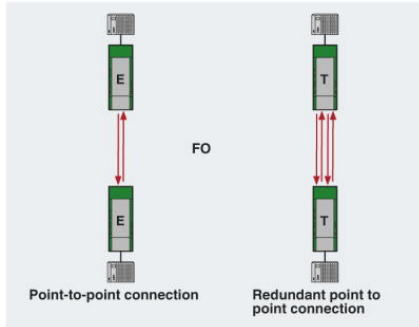 E
T
FO
E
T
Point-to-point connection
Redundant point to
point connection